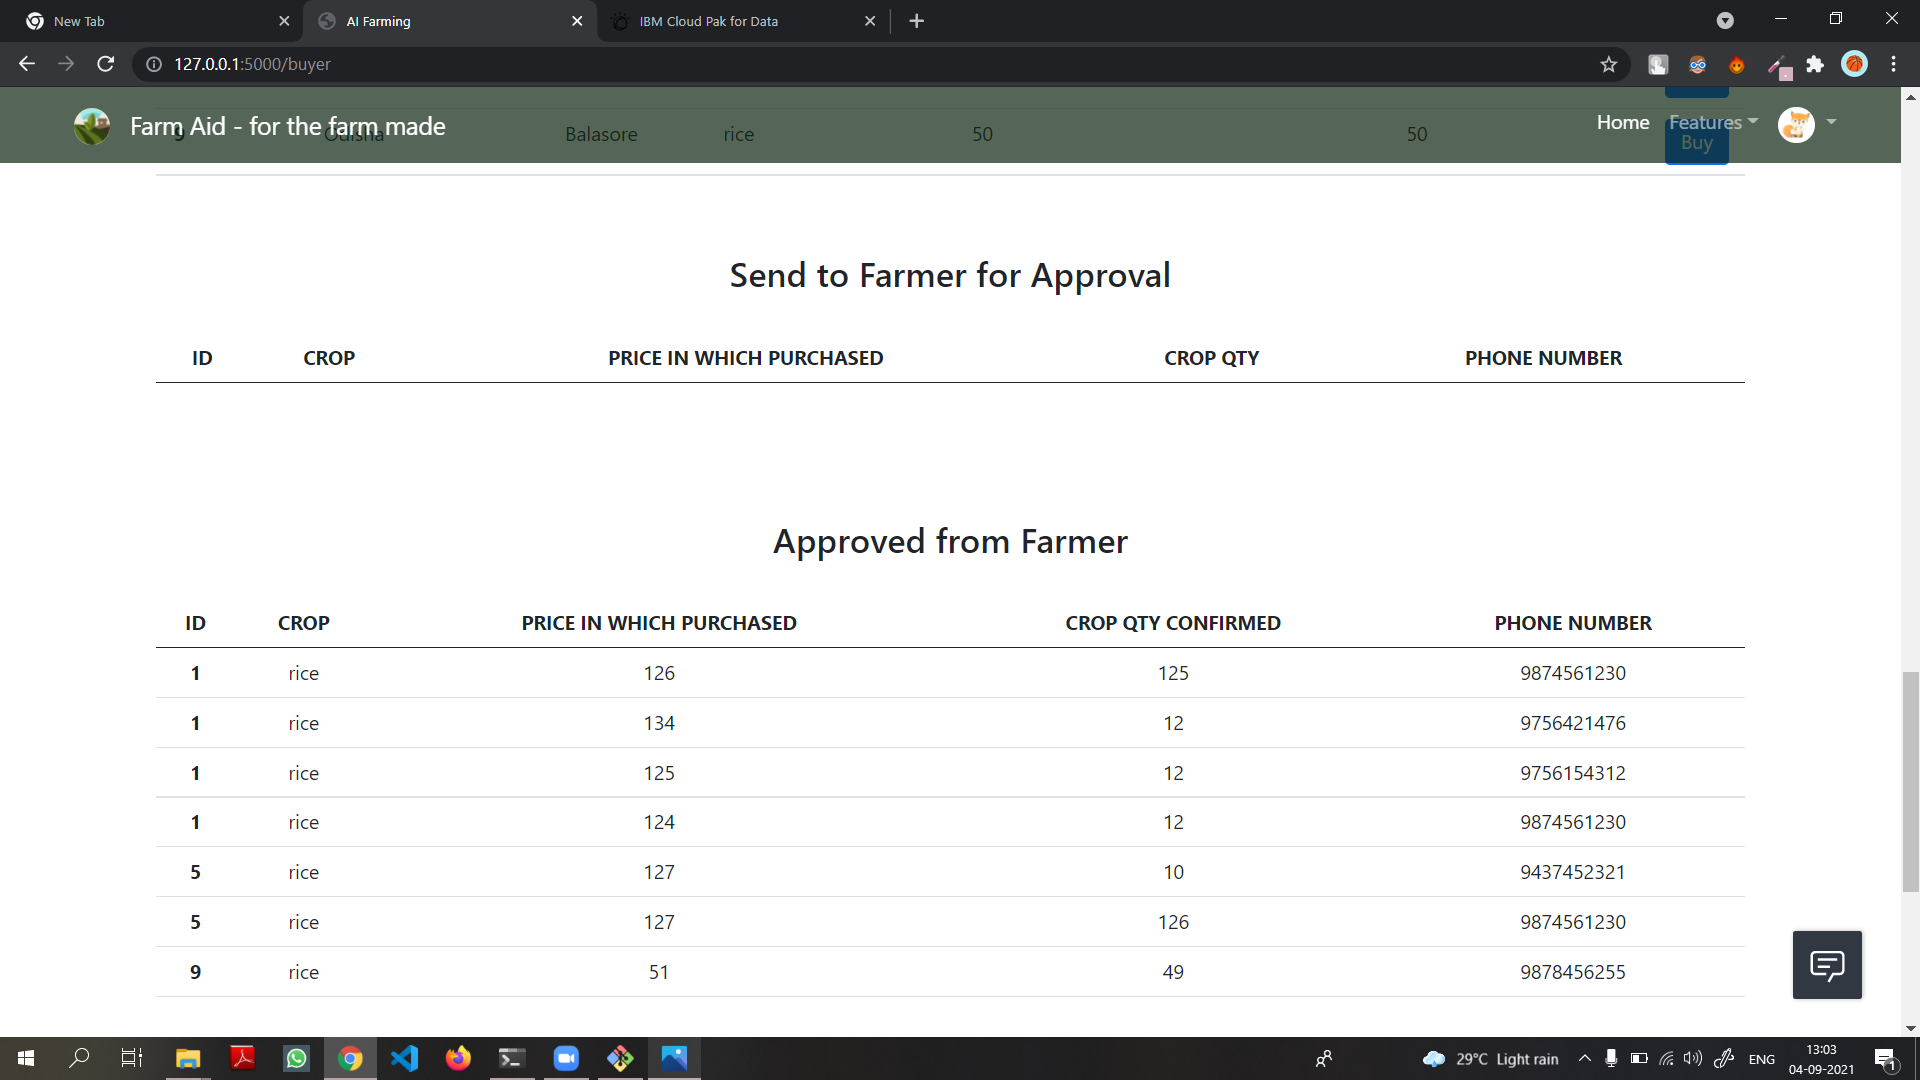 New Tab
AI Farming
IBM Cloud Pak for Data
127.0.0.1:5000/buyer
Farm Aid - for the farm made
Home
Features
9 Odisha Balasore rice 50 50 Buy
Send to Farmer for Approval
ID CROP PRICE IN WHICH PURCHASED CROP QTY PHONE NUMBER
Approved from Farmer
ID CROP PRICE IN WHICH PURCHASED CROP QTY CONFIRMED PHONE NUMBER
1 rice 126 125 9874561230
1 rice 134 12 9756421476
1 rice 125 12 9756154312
1 rice 124 12 9874561230
5 rice 127 10 9437452321
5 rice 127 126 9874561230
9 rice 51 49 9878456255
29°C Light rain
ENG
13:03
04-09-2021
1